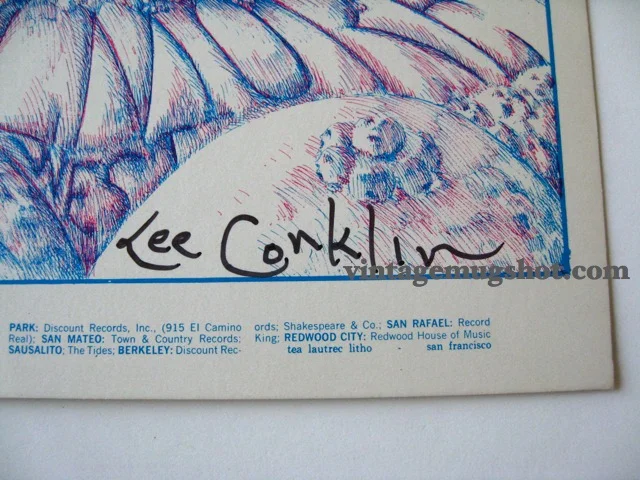 Lee Conklin
vintagemugshot.com
PARK: Discount Records, Inc., (915 El Camino
Real); SAN MATEO: Town & Country Records;
SAUSALITO; The Tides; BERKELEY: Discount Rec-
ords; Shakespeare & Co.; SAN RAFAEL: Record
King; REDWOOD CITY: Redwood House of Music
tea lautrec litho - san francisco